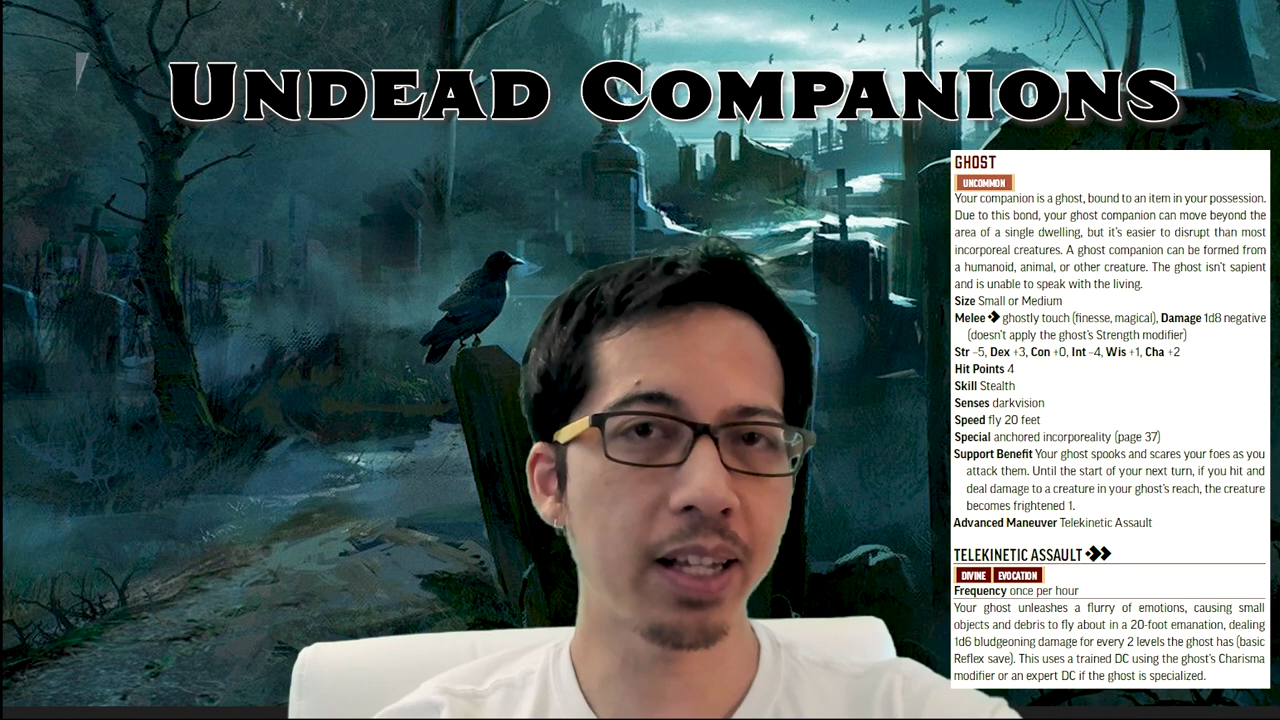 UNDEAD COMPANIONS
GHOST
UNCOMMON
Your companion is a ghost, bound to an item in your possession.
Due to this bond, your ghost companion can move beyond the
area of a single dwelling, but it's easier to disrupt than most
incorporeal creatures. A ghost companion can be formed from
a humanoid, animal, or other creature. The ghost isn't sapient
and is unable to speak with the living.
Size Small or Medium
Melee ghostly touch (finesse, magical), Damage 1d8 negative
(doesn't apply the ghost's Strength modifier)
Str –5, Dex +3, Con +0, Int –4, Wis +1, Cha +2
Hit Points 4
Skill Stealth
Senses darkvision
Speed fly 20 feet
Special anchored incorporeality (page 37)
Support Benefit Your ghost spooks and scares your foes as you
attack them. Until the start of your next turn, if you hit and
deal damage to a creature in your ghost's reach, the creature
becomes frightened 1.
Advanced Maneuver Telekinetic Assault
TELEKINETIC ASSAULT
DIVINE EVOCATION
Frequency once per hour
Your ghost unleashes a flurry of emotions, causing small
objects and debris to fly about in a 20-foot emanation, dealing
1d6 bludgeoning damage for every 2 levels the ghost has (basic
Reflex save). This uses a trained DC using the ghost's Charisma
modifier or an expert DC if the ghost is specialized.